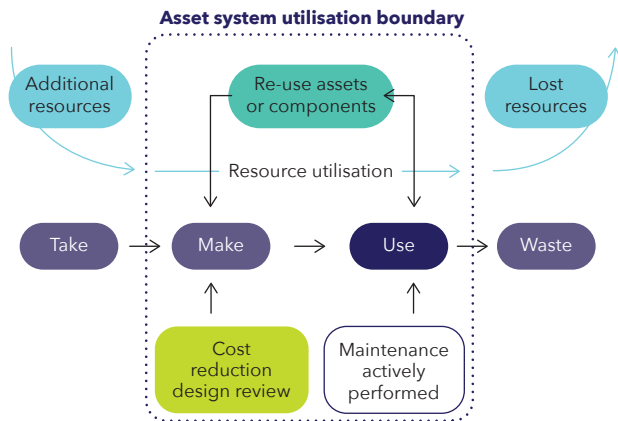 Asset system utilisation boundary
Additional
resources
Re-use assets
or components
Lost
resources
Resource utilisation
Take
Make
Use
Waste
Cost
reduction
design review
Maintenance
actively
performed